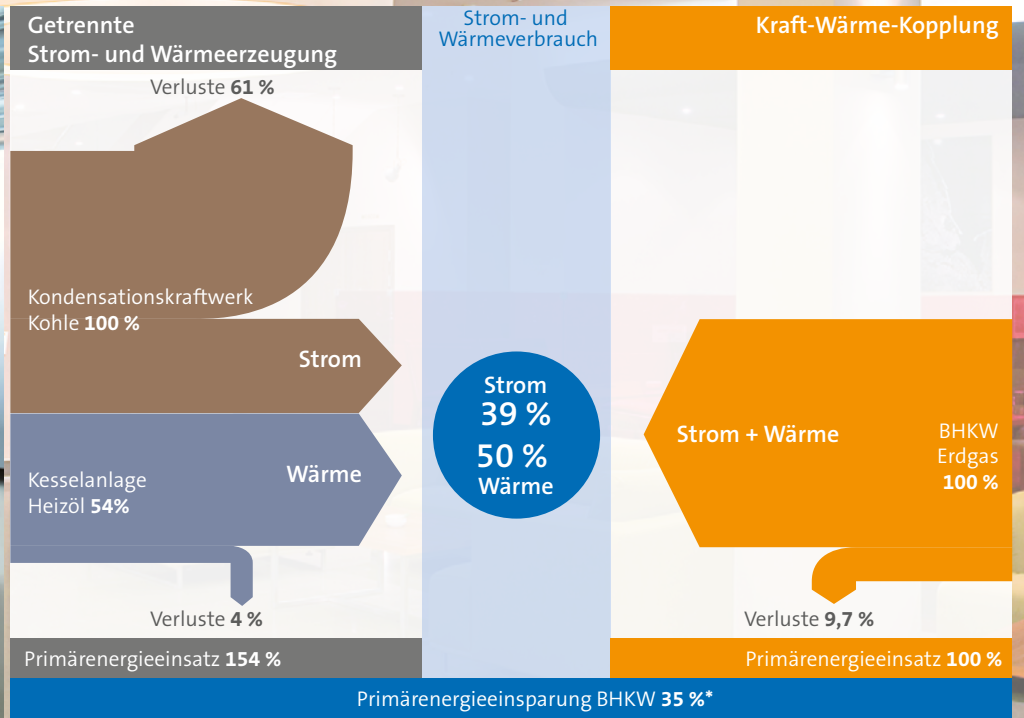 Getrennte
Strom- und Wärmeerzeugung
Strom- und
Wärmeverbrauch
Kraft-Wärme-Kopplung
Verluste 61 %
Kondensationskraftwerk
Kohle 100 %
Strom
Kesselanlage
Heizöl 54%
Wärme
Verluste 4 %
Primärenergieeinsatz 154 %
Strom
39 %
50 %
Wärme
Strom + Wärme
BHKW
Erdgas
100 %
Verluste 9,7 %
Primärenergieeinsatz 100 %
Primärenergieeinsparung BHKW 35 %*